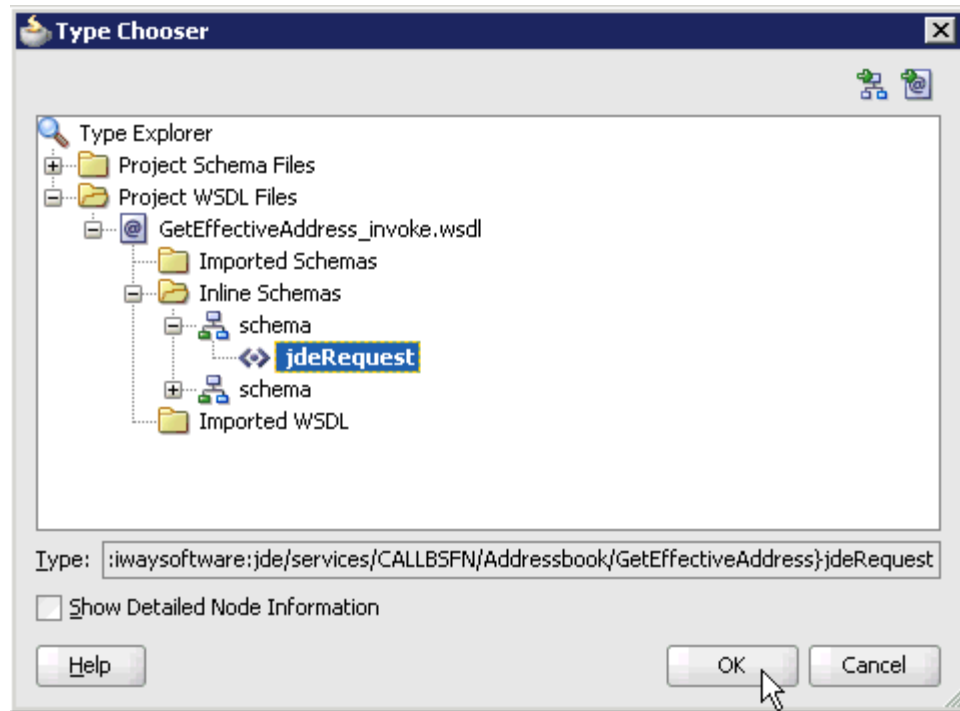 Type Chooser
Type Explorer
Project Schema Files
Project WSDL Files
GetEffectiveAddress_invoke.wsdl
Imported Schemas
Inline Schemas
schema
jdeRequest
schema
Imported WSDL
Type: :iwaysoftware:jde/services/CALLBSFN/Addressbook/GetEffectiveAddress}jdeRequest
Show Detailed Node Information
Help OK Cancel